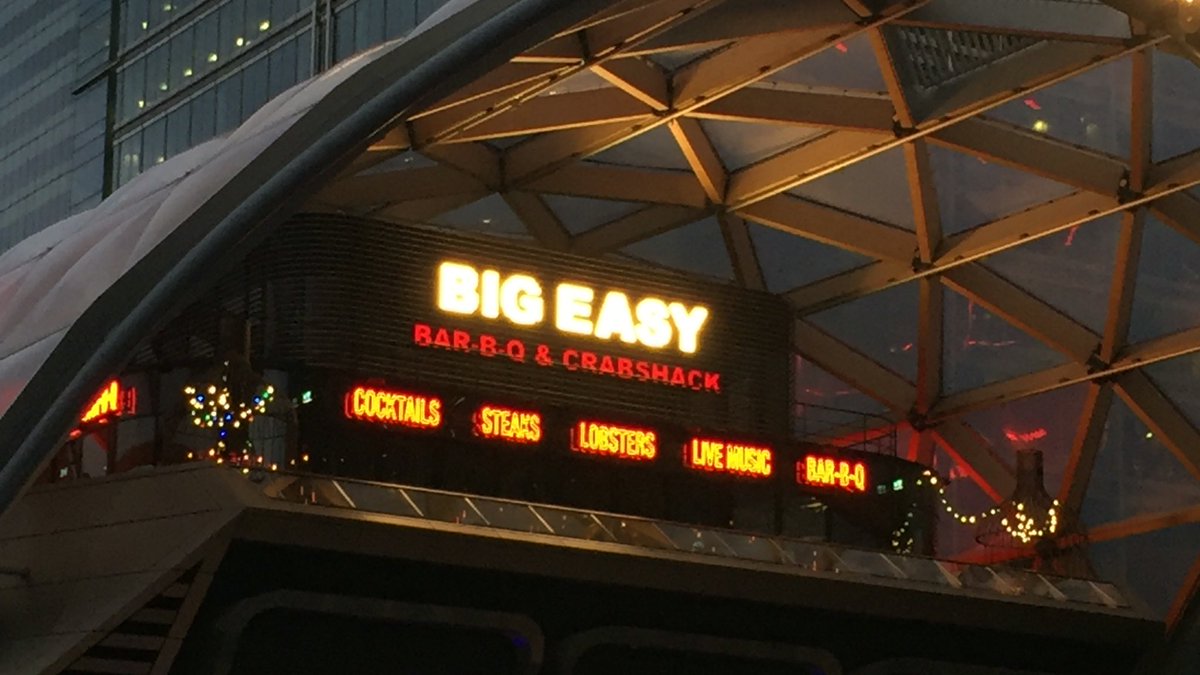 BIG EASY
BAR-B-Q & CRABSHACK
COCKTAILS STEAKS LOBSTERS LIVE MUSIC BAR-B-Q